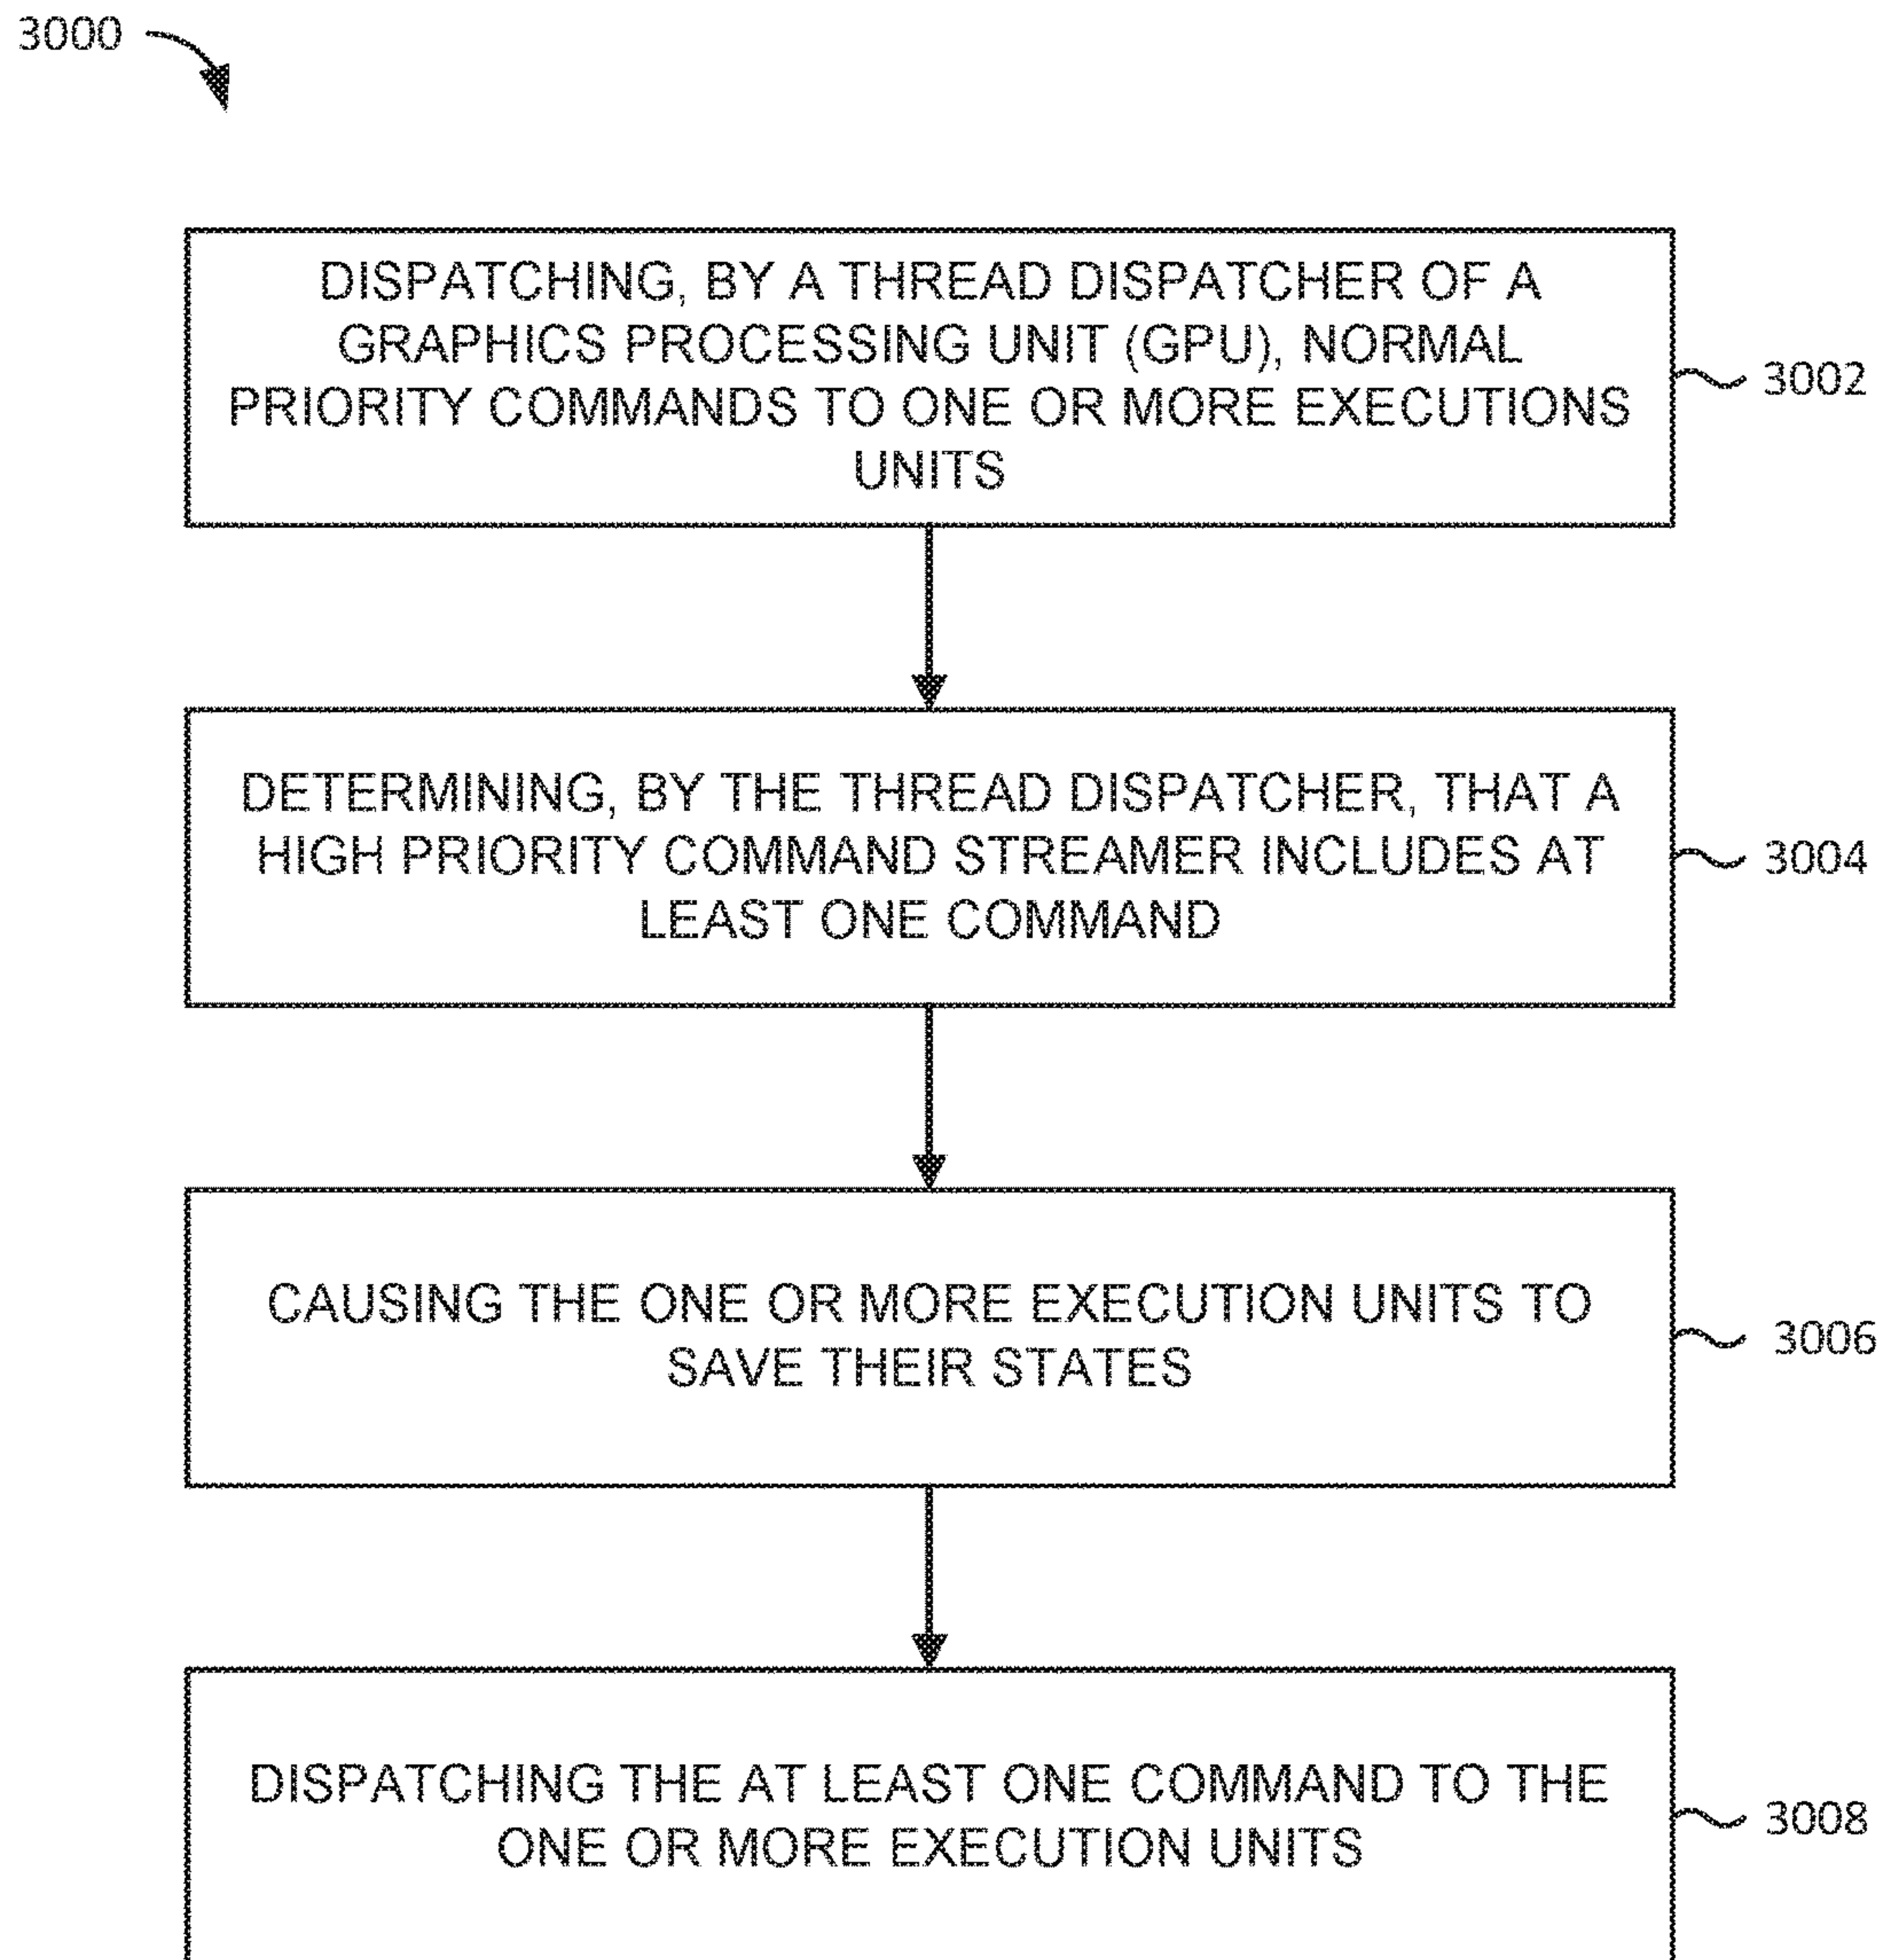 3000
DISPATCHING, BY A THREAD DISPATCHER OF A
GRAPHICS PROCESSING UNIT (GPU), NORMAL
PRIORITY COMMANDS TO ONE OR MORE EXECUTIONS
UNITS
3002
DETERMINING, BY THE THREAD DISPATCHER, THAT A
HIGH PRIORITY COMMAND STREAMER INCLUDES AT
LEAST ONE COMMAND
3004
CAUSING THE ONE OR MORE EXECUTION UNITS TO
SAVE THEIR STATES
3006
DISPATCHING THE AT LEAST ONE COMMAND TO THE
ONE OR MORE EXECUTION UNITS
3008